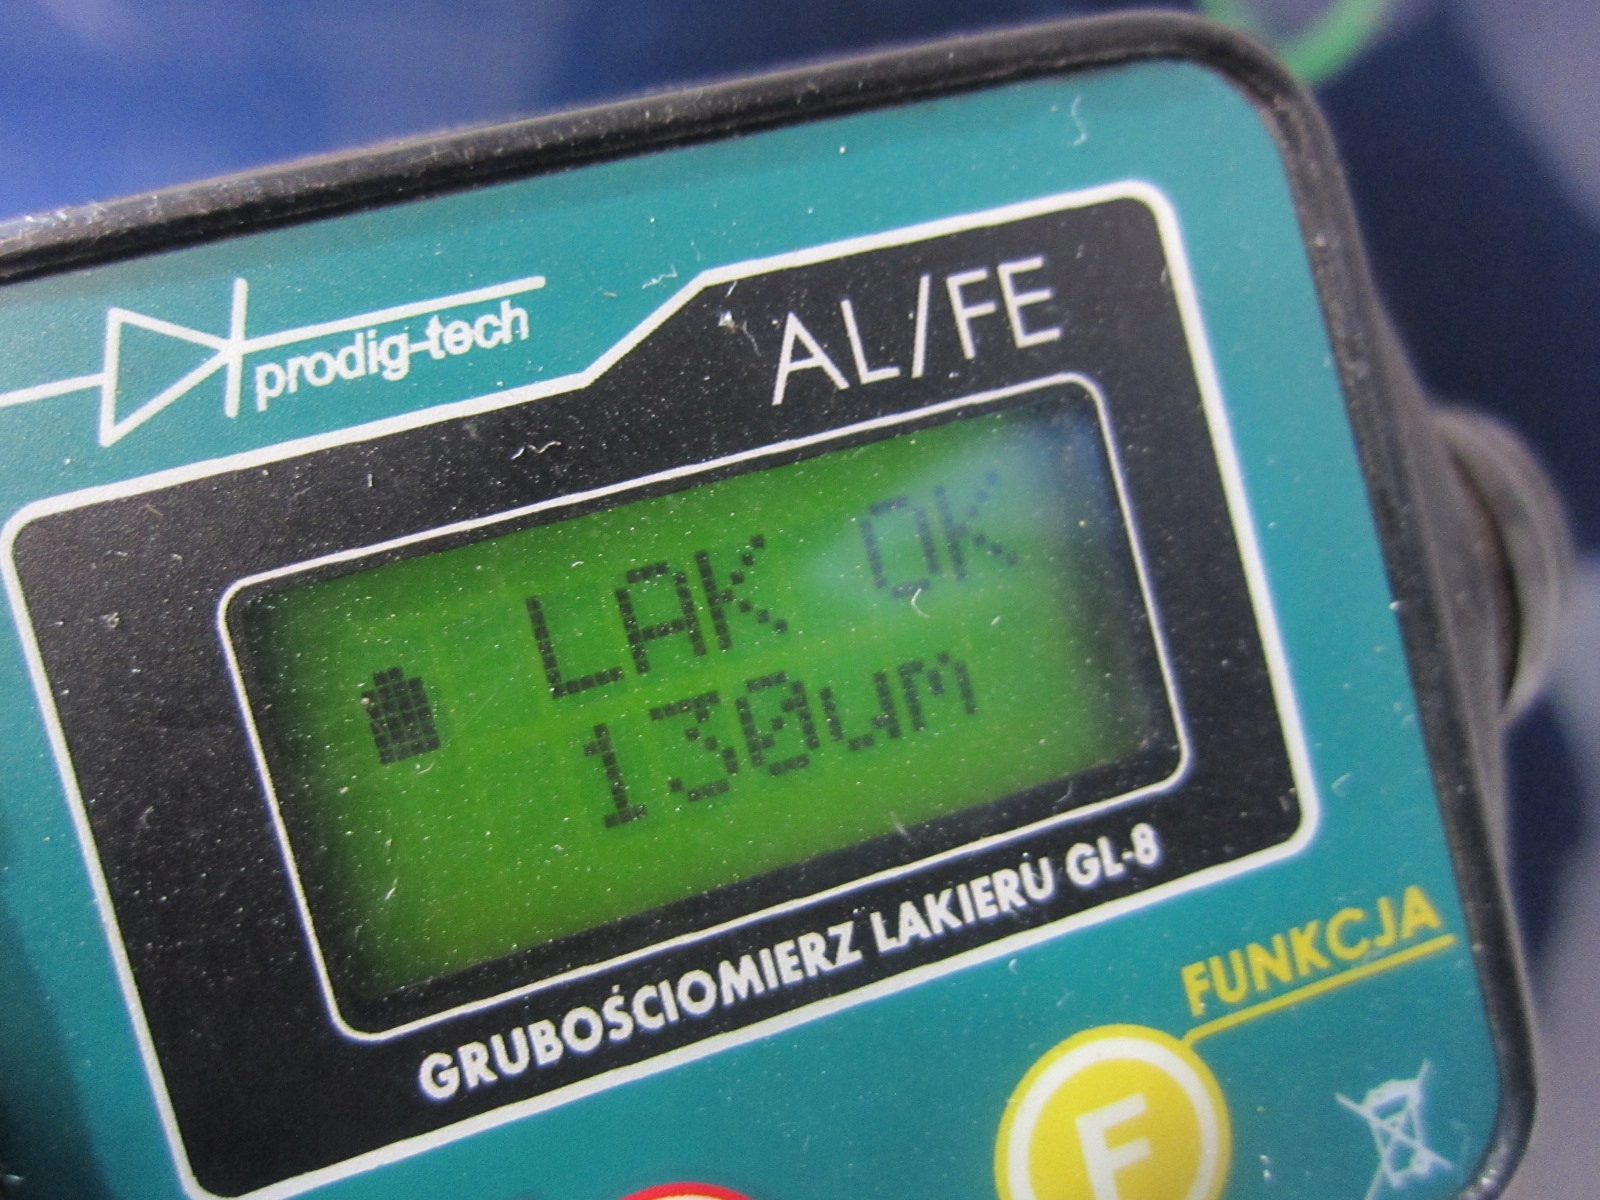 prodig-tech
AL/FE
LAK OK
130um
GRUBOŚCIOMIERZ LAKIERU GL-8
FUNKCJA
F